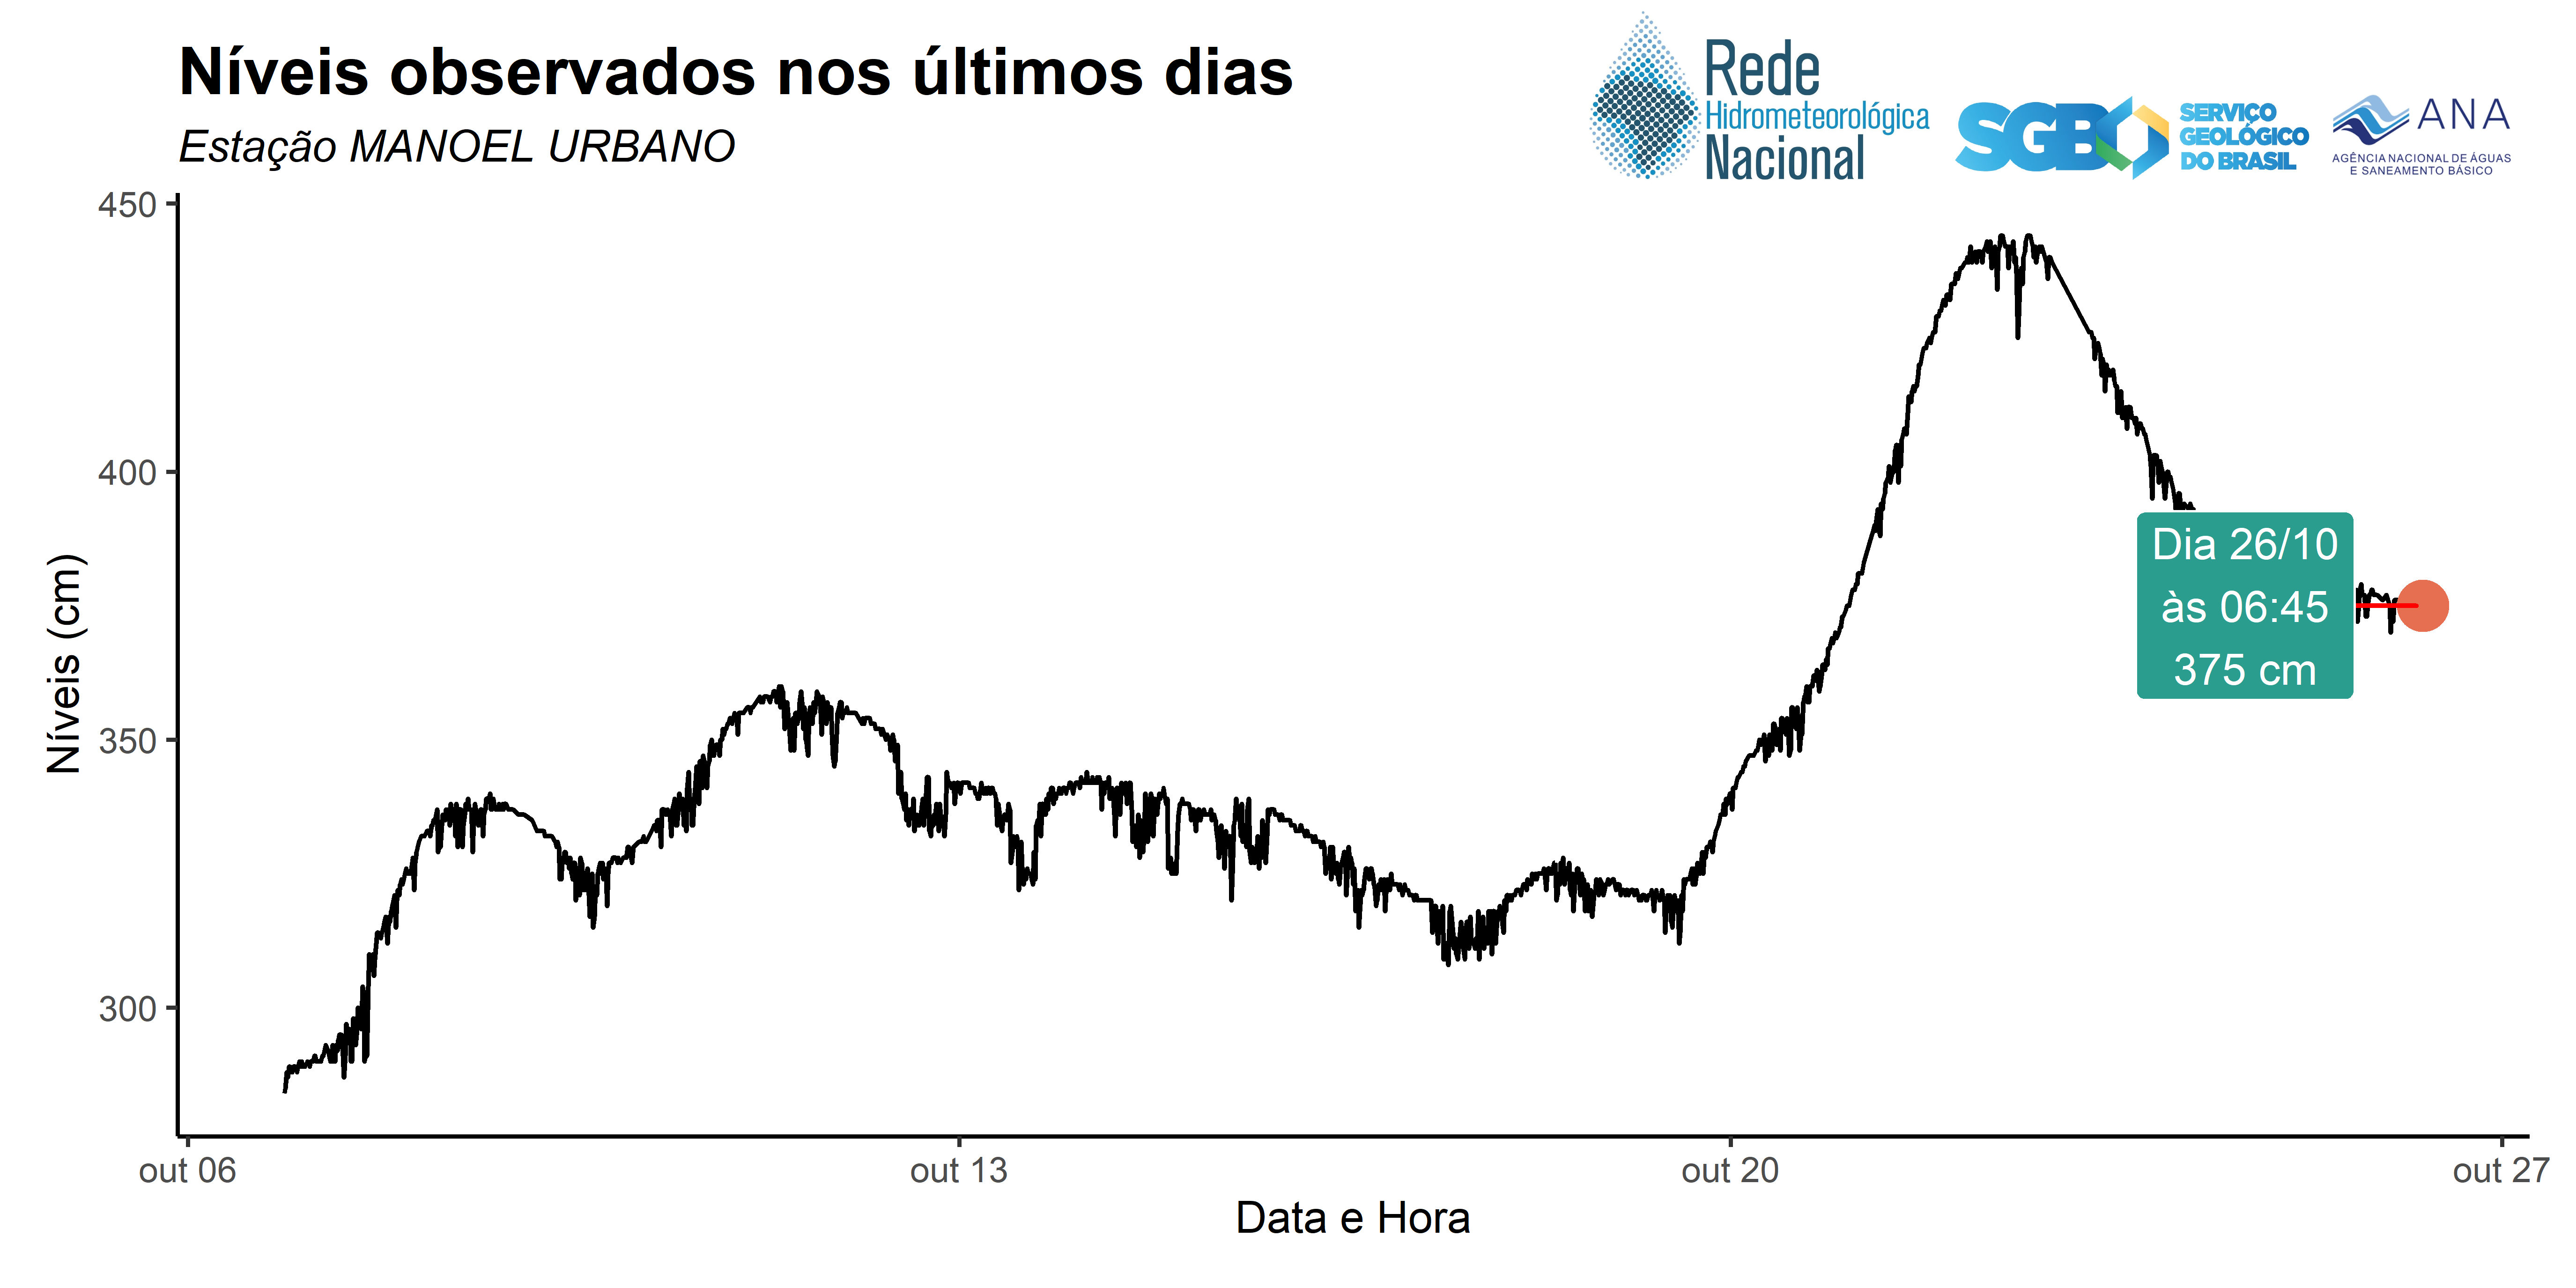 Níveis observados nos últimos dias
Estação MANOEL URBANO
Rede
Hidrometeorológica
Nacional
SGB
SERVIÇO
GEOLÓGICO
DO BRASIL
ANA
AGÊNCIA NACIONAL DE ÁGUAS
E SANEAMENTO BÁSICO
Níveis (cm)
450
400
350
300
Dia 26/10
às 06:45
375 cm
out 06
out 13
out 20
out 27
Data e Hora